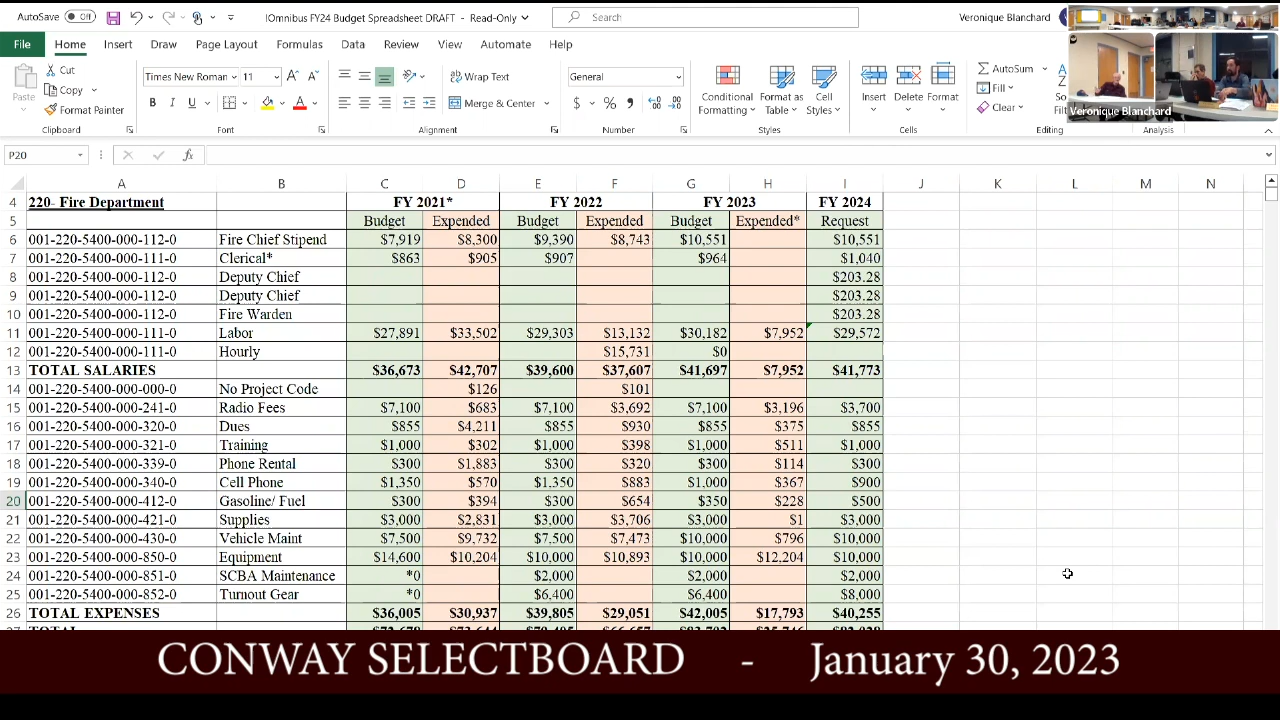 AutoSave Off !Omnibus FY24 Budget Spreadsheet DRAFT - Read-Only Search Veronique Blanchard
File Home Insert Draw Page Layout Formulas Data Review View Automate Help
Paste Cut Copy Format Painter Clipboard
Times New Roman 11 B I U A Font
Wrap Text Merge & Center Alignment
General $ % Number
Conditional Formatting Format as Table Cell Styles Styles
Insert Delete Format Cells
AutoSum Fill Clear Editing
Analysis
Veronique Blanchard
P20 fx
A B C D E F G H I J K L M N
4 220- Fire Department FY 2021* FY 2022 FY 2023 FY 2024
5 Budget Expended Budget Expended Budget Expended* Request
6 001-220-5400-000-112-0 Fire Chief Stipend $7,919 $8,300 $9,390 $8,743 $10,551 $10,551
7 001-220-5400-000-111-0 Clerical* $863 $905 $907 $964 $1,040
8 001-220-5400-000-112-0 Deputy Chief $203.28
9 001-220-5400-000-112-0 Deputy Chief $203.28
10 001-220-5400-000-112-0 Fire Warden $203.28
11 001-220-5400-000-111-0 Labor $27,891 $33,502 $29,303 $13,132 $30,182 $7,952 $29,572
12 001-220-5400-000-111-0 Hourly $15,731 $0
13 TOTAL SALARIES $36,673 $42,707 $39,600 $37,607 $41,697 $7,952 $41,773
14 001-220-5400-000-000-0 No Project Code $126 $101
15 001-220-5400-000-241-0 Radio Fees $7,100 $683 $7,100 $3,692 $7,100 $3,196 $3,700
16 001-220-5400-000-320-0 Dues $855 $4,211 $855 $930 $855 $375 $855
17 001-220-5400-000-321-0 Training $1,000 $302 $1,000 $398 $1,000 $511 $1,000
18 001-220-5400-000-339-0 Phone Rental $300 $1,883 $300 $320 $300 $114 $300
19 001-220-5400-000-340-0 Cell Phone $1,350 $570 $1,350 $883 $1,000 $367 $900
20 001-220-5400-000-412-0 Gasoline/ Fuel $300 $394 $300 $654 $350 $228 $500
21 001-220-5400-000-421-0 Supplies $3,000 $2,831 $3,000 $3,706 $3,000 $1 $3,000
22 001-220-5400-000-430-0 Vehicle Maint $7,500 $9,732 $7,500 $7,473 $10,000 $796 $10,000
23 001-220-5400-000-850-0 Equipment $14,600 $10,204 $10,000 $10,893 $10,000 $12,204 $10,000
24 001-220-5400-000-851-0 SCBA Maintenance *0 $2,000 $2,000 $2,000
25 001-220-5400-000-852-0 Turnout Gear *0 $6,400 $6,400 $8,000
26 TOTAL EXPENSES $36,005 $30,937 $39,805 $29,051 $42,005 $17,793 $40,255
CONWAY SELECTBOARD - January 30, 2023